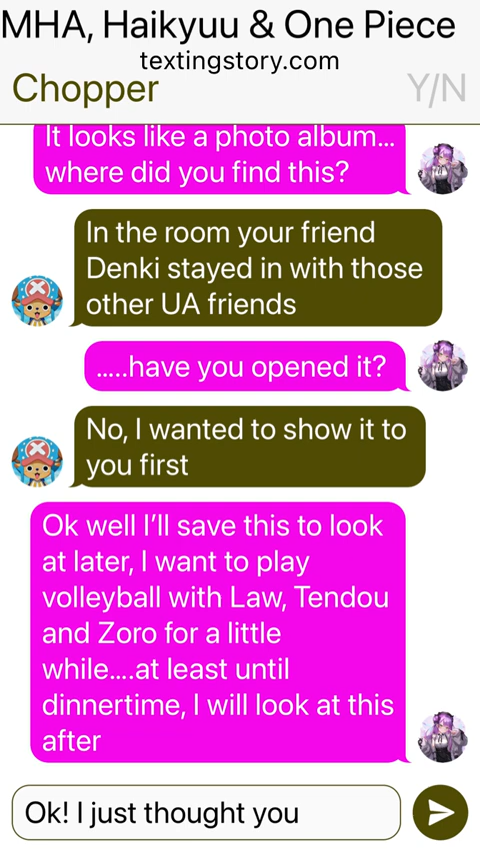 MHA, Haikyuu & One Piece
textingstory.com
Chopper
Y/N
It looks like a photo album...
where did you find this?
In the room your friend
Denki stayed in with those
other UA friends
.....have you opened it?
No, I wanted to show it to
you first
Ok well I'll save this to look
at later, I want to play
volleyball with Law, Tendou
and Zoro for a little
while....at least until
dinnertime, I will look at this
after
Ok! I just thought you